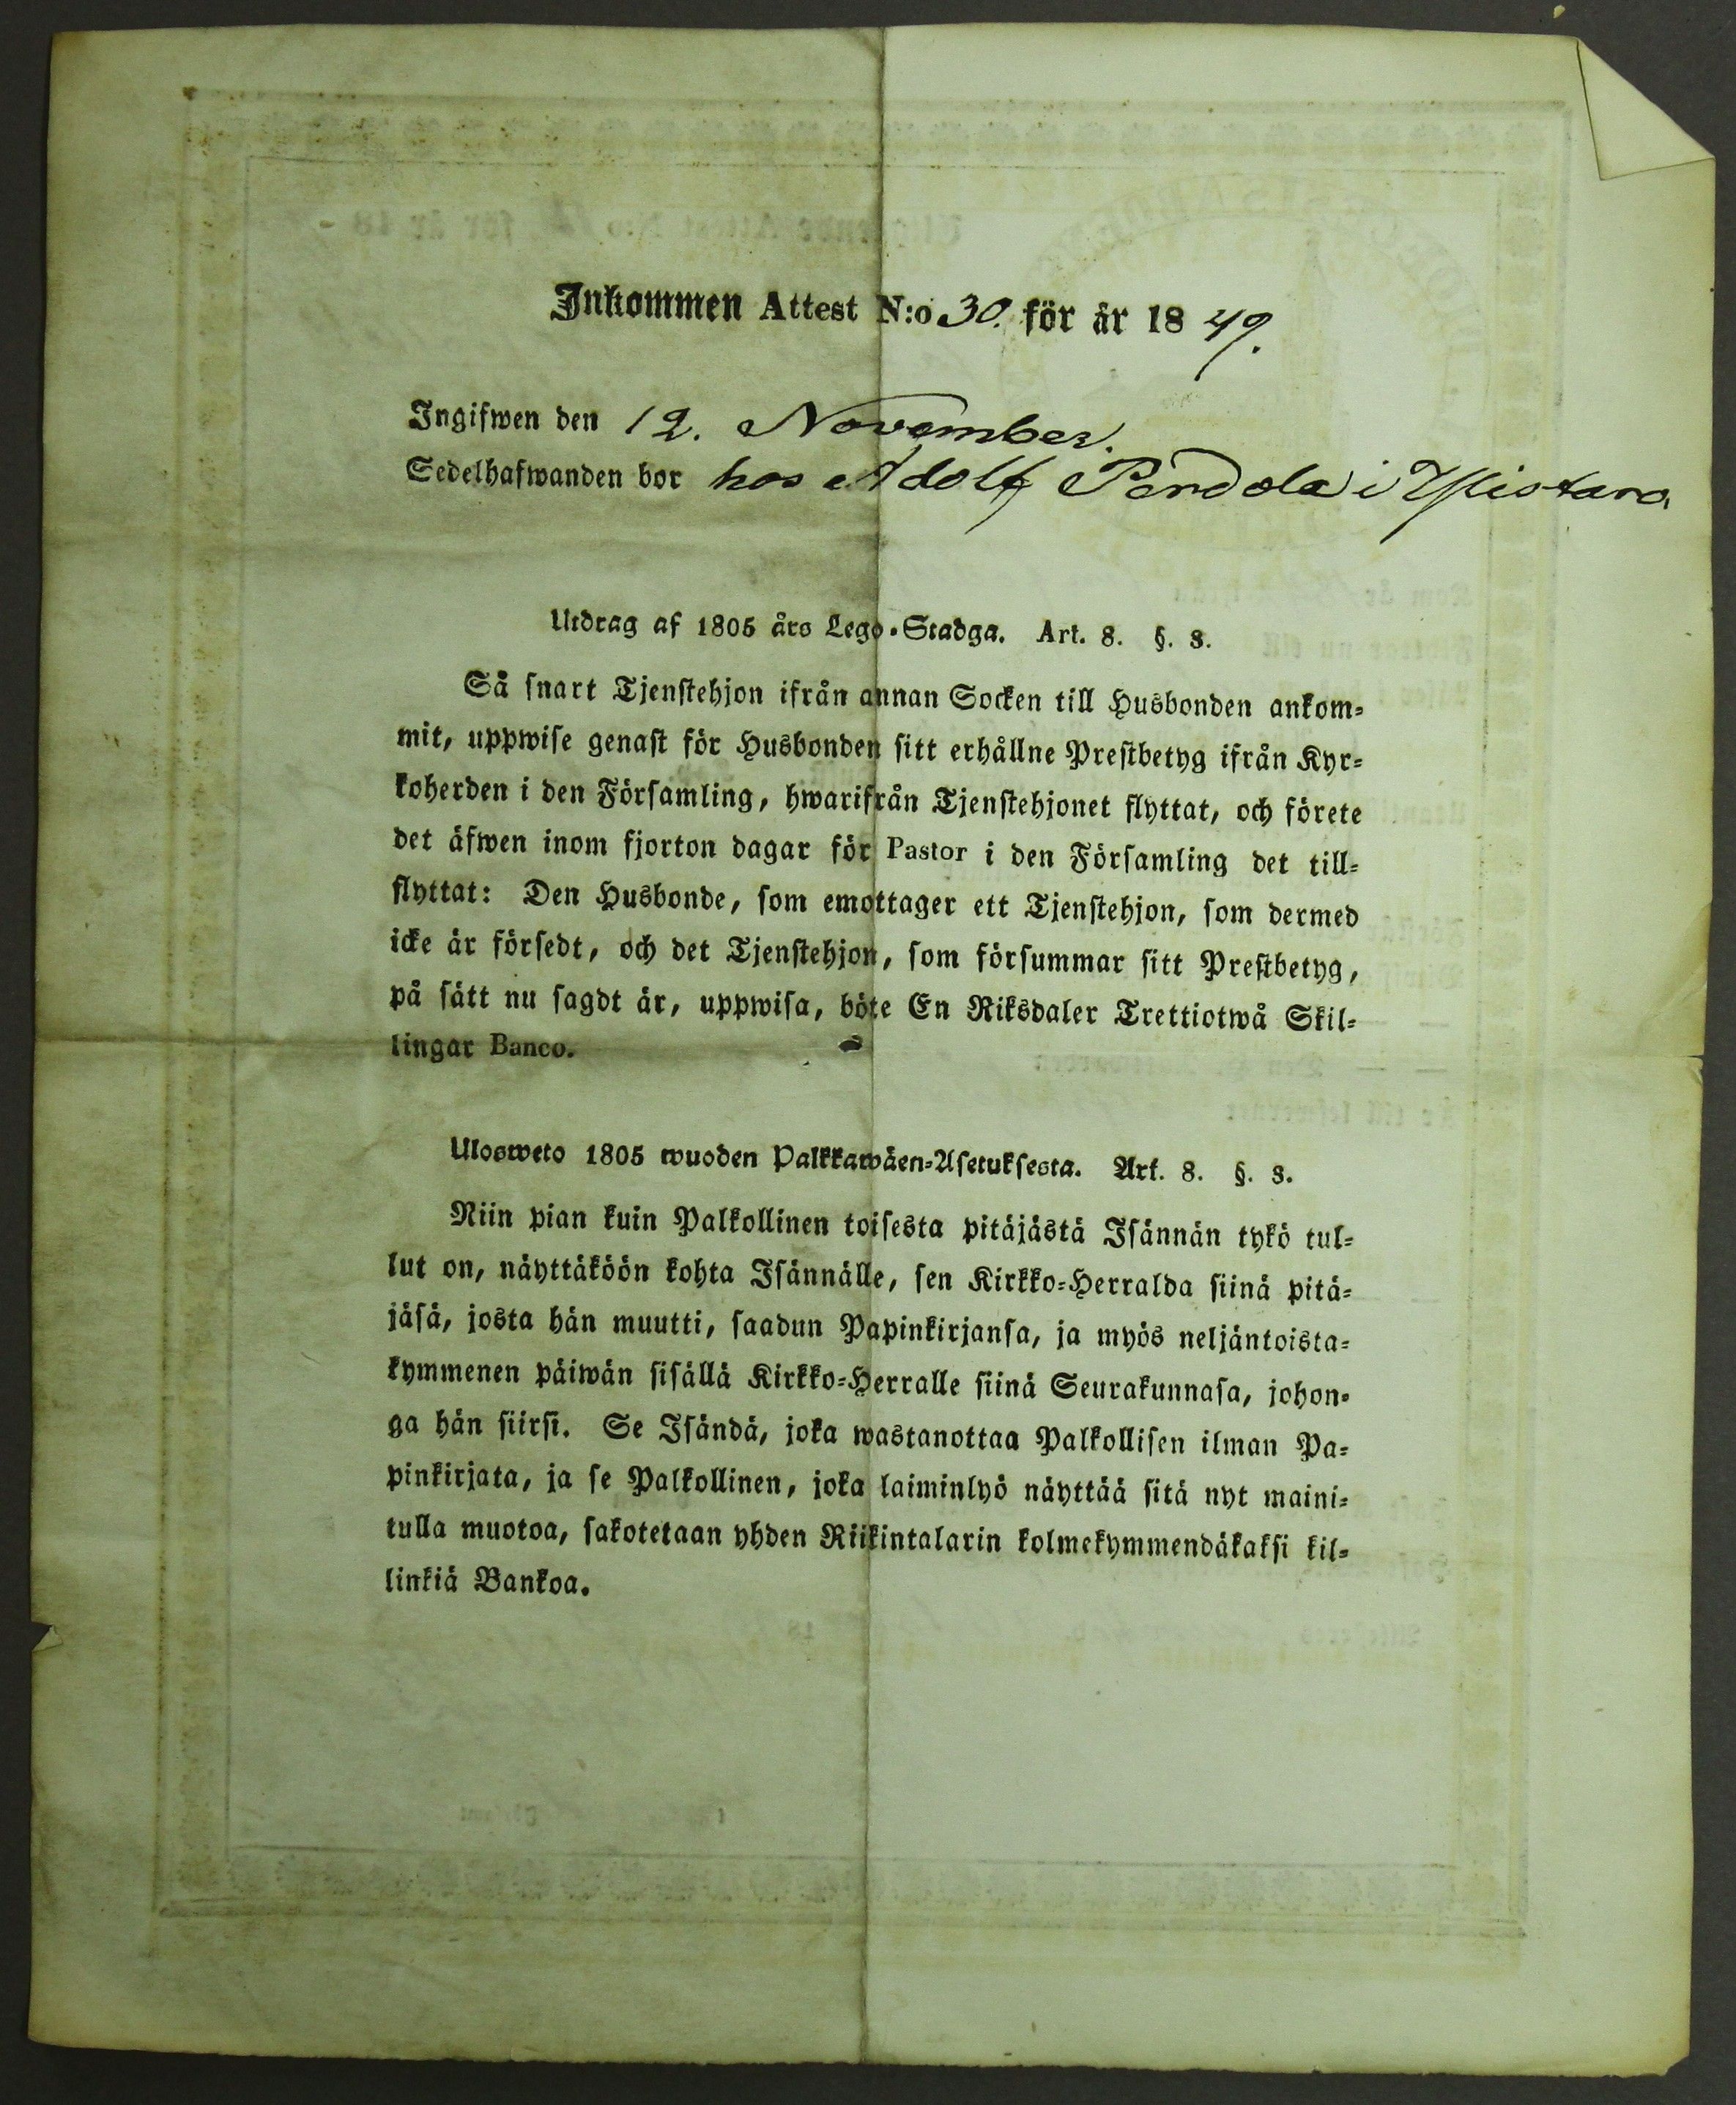 Inkommen Attest N:o 30. för år 1849.
Ingifwen den 12. November.
Sedelhafwanden bor hos Adolf Perdola i Ylistaro
Utdrag af 1805 års Lego-Stadga. Art. 8. §. 3.
Så snart Tjenstehjon ifrån annan Socken till Husbonden ankom-
mit, uppwise genast för Husbonden sitt erhållne Prestbetyg ifrån Kyr-
koherden i den Församling, hwarifrån Tjenstehjonet flyttat, och förete
det äfwen inom fjorton dagar för Pastor i den Församling det till-
flyttat: Den Husbonde, som emottager ett Tjenstehjon, som dermed
icke är försedt, och det Tjenstehjon, som försummar sitt Prestbetyg,
på sätt nu sagdt är, uppwisa, böte En Riksdaler Trettiotwå Skil-
lingar Banco.
Ulosweto 1805 wuoden Palkkawäen-Asetuksesta. Art. 8. §. 3.
Niin pian kuin Palkollinen toisesta pitäjästä Isännän tykö tul-
lut on, näyttäköön kohta Isännälle, sen Kirkko-Herralda siinä pitä-
jäsä, josta hän muutti, saadun Papinkirjansa, ja myös neljäntoista-
kymmenen päiwän sisällä Kirkko-Herralle siinä Seurakunnasa, johon-
ga hän siirsi. Se Isändä, joka wastanottaa Palkollisen ilman Pa-
pinkirjata, ja se Palkollinen, joka laiminlyö näyttää sitä nyt maini-
tulla muotoa, sakotetaan yhden Riikintalarin kolmekymmendäkaksi kil-
linkiä Bankoa.